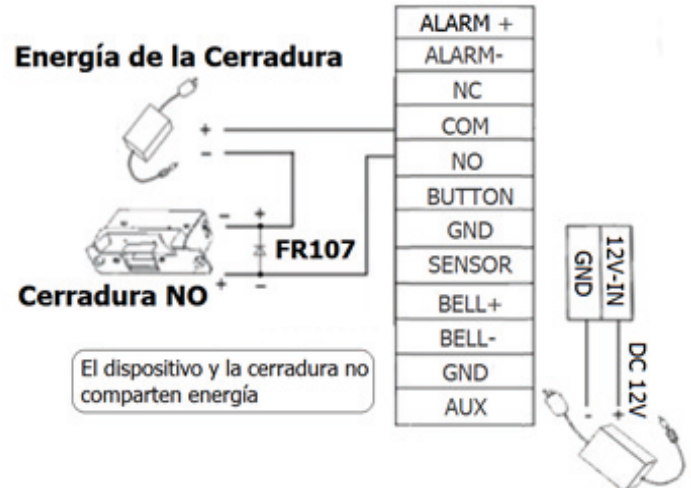 Energía de la Cerradura
+
-
- +
FR107
+ -
Cerradura NO
El dispositivo y la cerradura no
comparten energía
ALARM +
ALARM-
NC
COM
NO
BUTTON
GND
SENSOR
BELL+
BELL-
GND
AUX
GND
12V-IN
- +
DC 12V